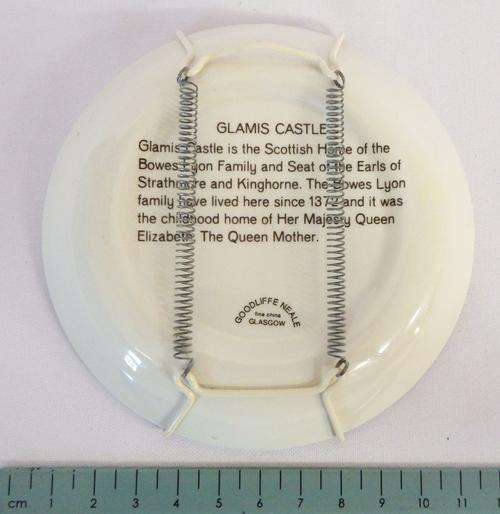 GLAMIS CASTLE
Glamis Castle is the Scottish Home of the
Bowes Lyon Family and Seat of the Earls of
Strathmore and Kinghorne. The Bowes Lyon
family have lived here since 1372 and it was
the childhood home of Her Majesty Queen
Elizabeth The Queen Mother.
GOODLIFFE NEALE
fine china
GLASGOW
cm 1 2 3 4 5 6 7 8 9 10 11